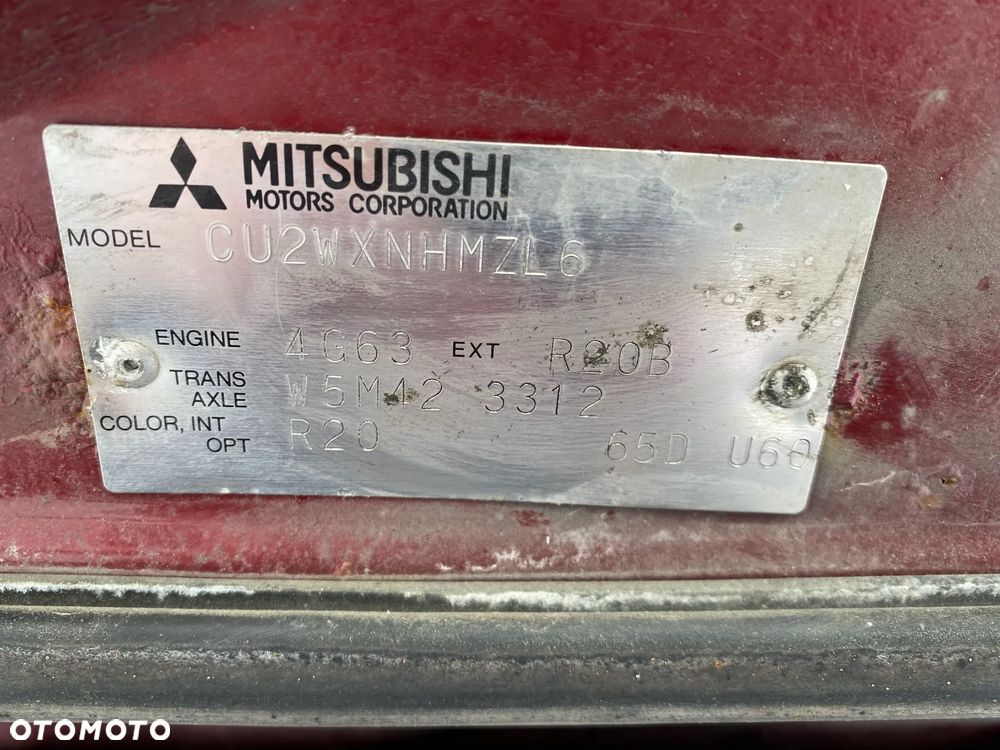 MITSUBISHI
MOTORS CORPORATION
MODEL CU2WXNHMZL6
ENGINE 4G63 EXT R20B
TRANS AXLE W5M42 3312
COLOR, INT OPT R20 65D U60
OTOMOTO